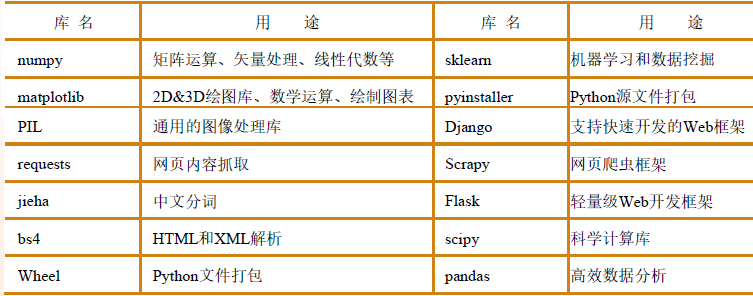 库 名 用 途 库 名 用 途
numpy 矩阵运算、矢量处理、线性代数等 sklearn 机器学习和数据挖掘
matplotlib 2D&3D绘图库、数学运算、绘制图表 pyinstaller Python源文件打包
PIL 通用的图像处理库 Django 支持快速开发的Web框架
requests 网页内容抓取 Scrapy 网页爬虫框架
jieha 中文分词 Flask 轻量级Web开发框架
bs4 HTML和XML解析 scipy 科学计算库
Wheel Python文件打包 pandas 高效数据分析